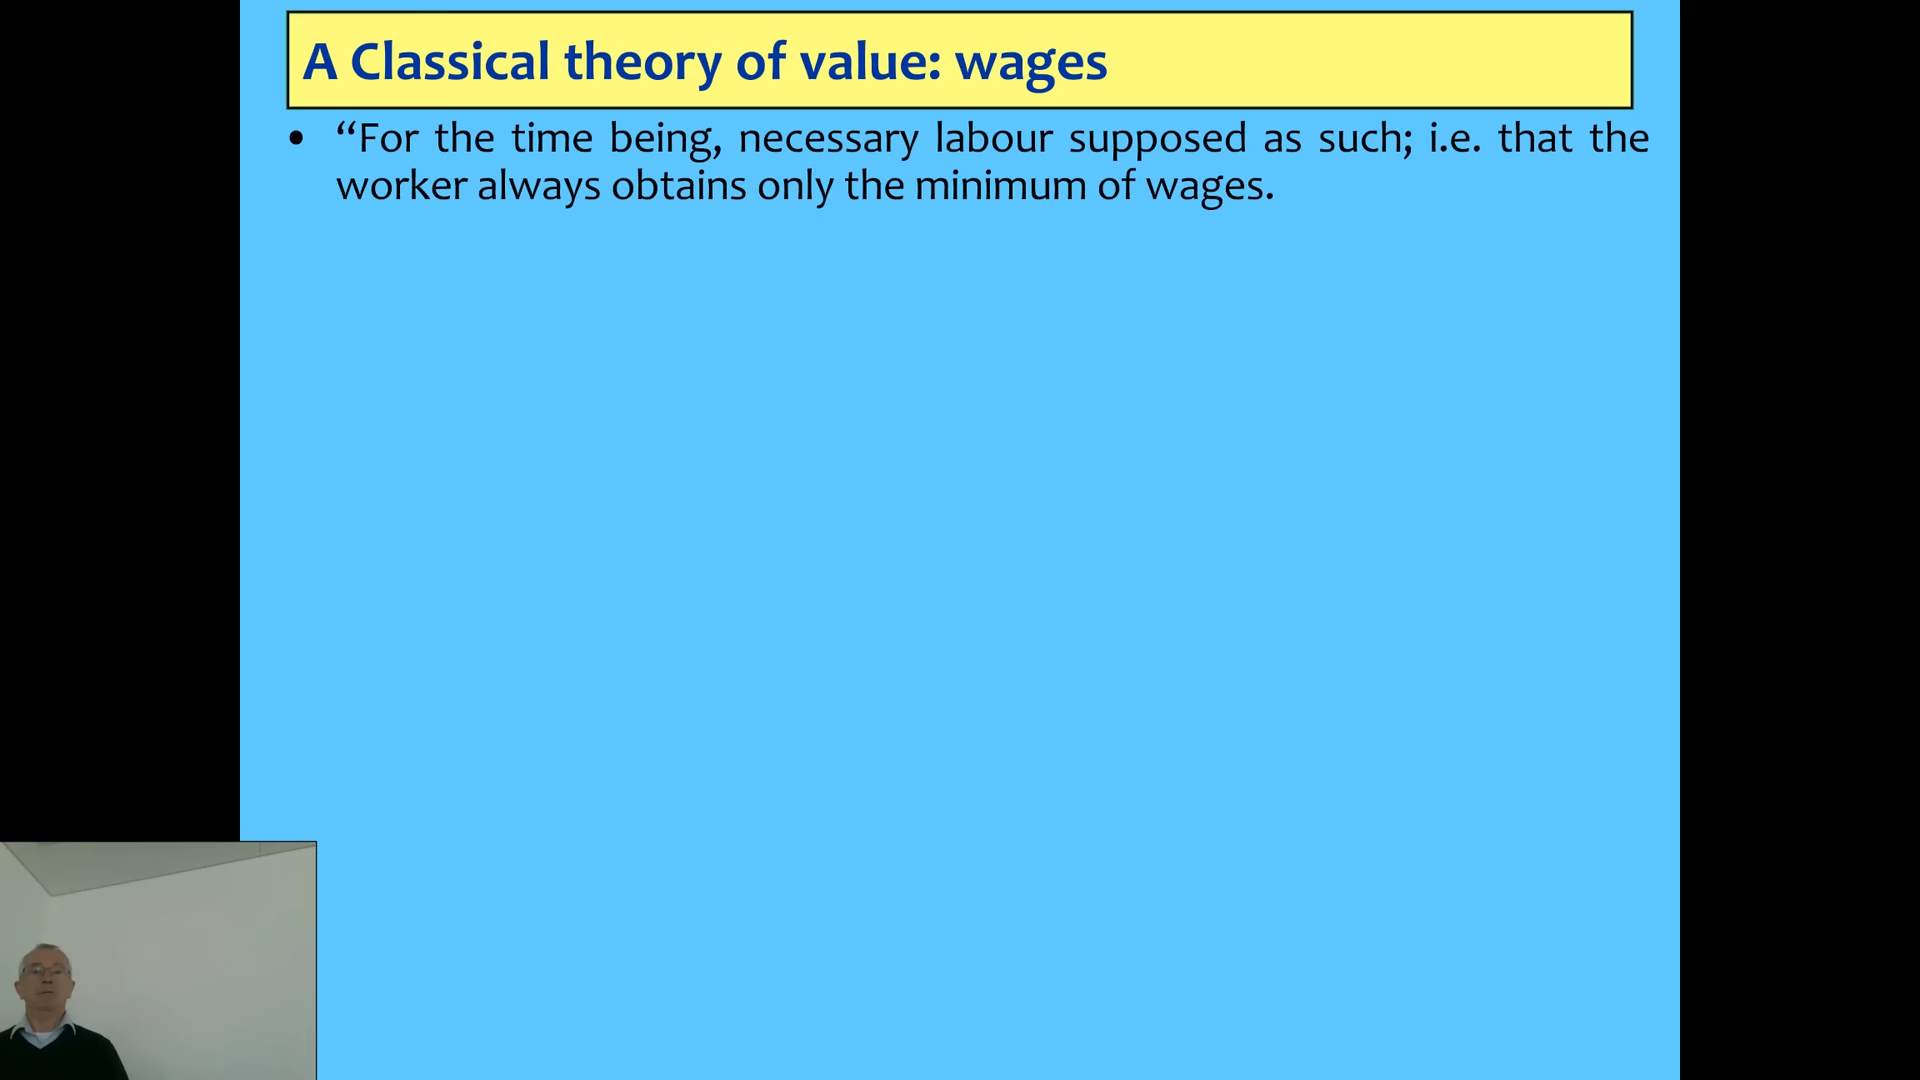 A Classical theory of value: wages
• “For the time being, necessary labour supposed as such; i.e. that the
worker always obtains only the minimum of wages.